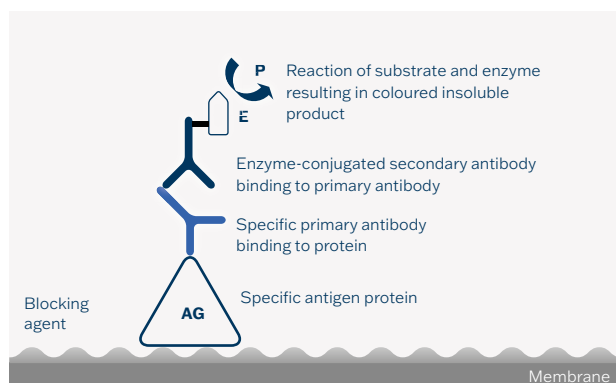 P
Reaction of substrate and enzyme
resulting in coloured insoluble
product
E
Enzyme-conjugated secondary antibody
binding to primary antibody
Specific primary antibody
binding to protein
Specific antigen protein
AG
Blocking
agent
Membrane